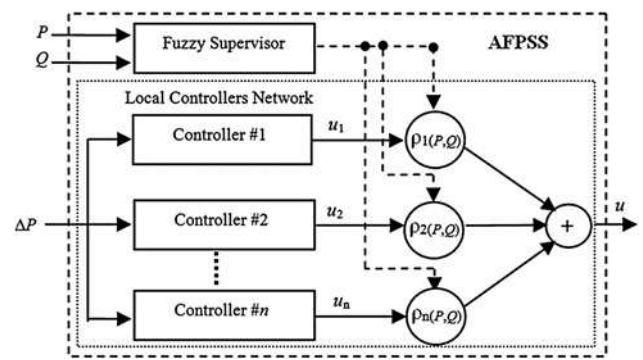 P
Fuzzy Supervisor
AFPSS
Q
Local Controllers Network
Controller #1
u1
ρ1(P,Q)
ΔP
Controller #2
u2
ρ2(P,Q)
+
u
Controller #n
un
ρn(P,Q)